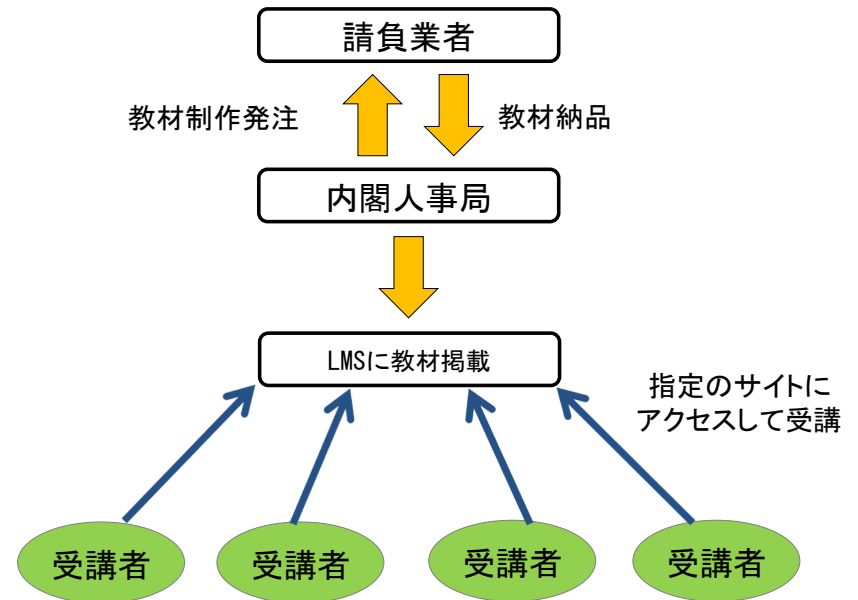 請負業者
教材制作発注
教材納品
内閣人事局
LMSに教材掲載
指定のサイトに
アクセスして受講
受講者
受講者
受講者
受講者